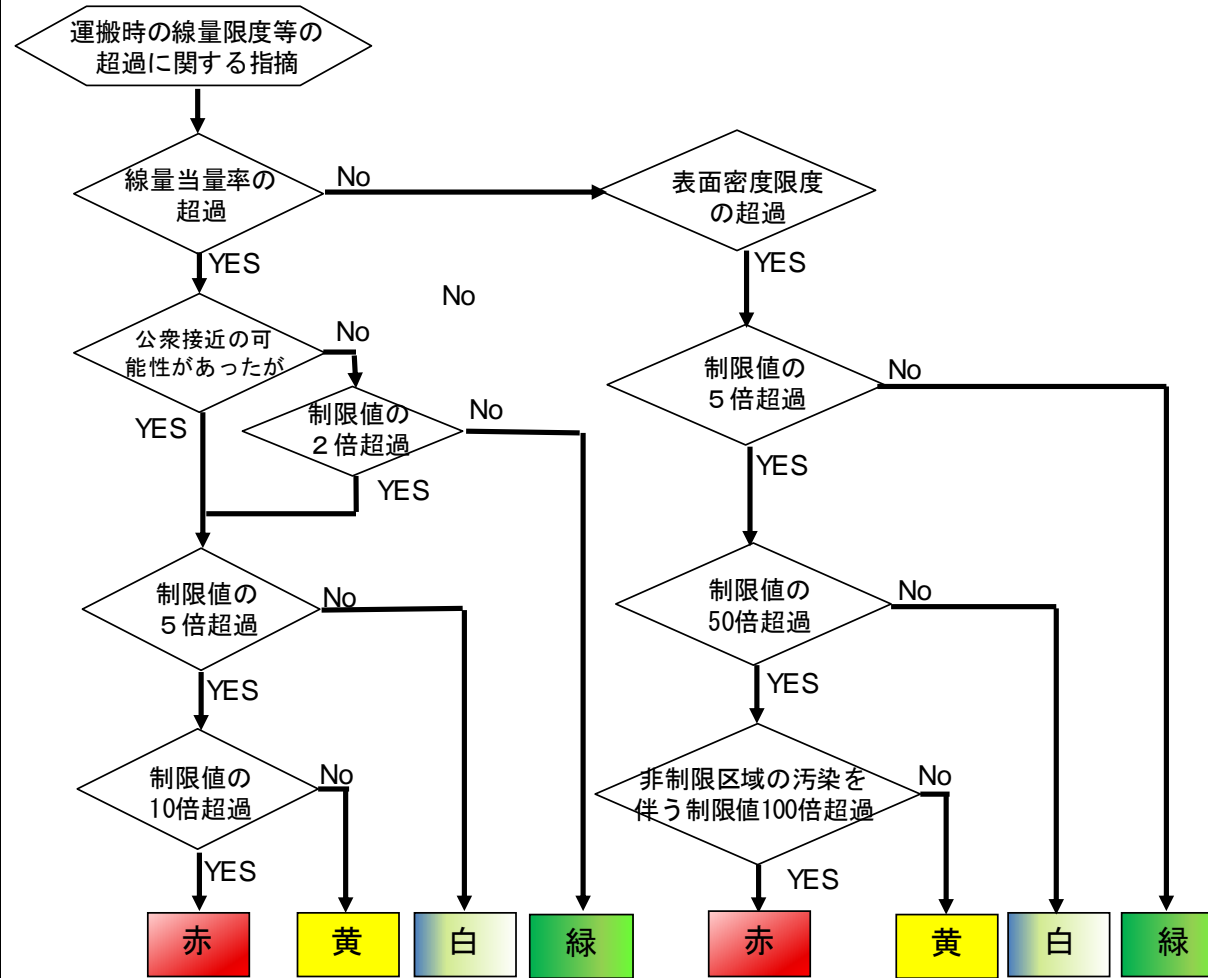 運搬時の線量限度等の
超過に関する指摘
線量当量率の
超過
No
表面密度限度
の超過
YES
YES
No
公衆接近の可
能性があったが
No
YES
制限値の
２倍超過
No
YES
制限値の
５倍超過
No
YES
制限値の
５倍超過
No
YES
制限値の
50倍超過
No
YES
制限値の
10倍超過
No
YES
非制限区域の汚染を
伴う制限値100倍超過
No
YES
赤
黄
白
緑
赤
黄
白
緑